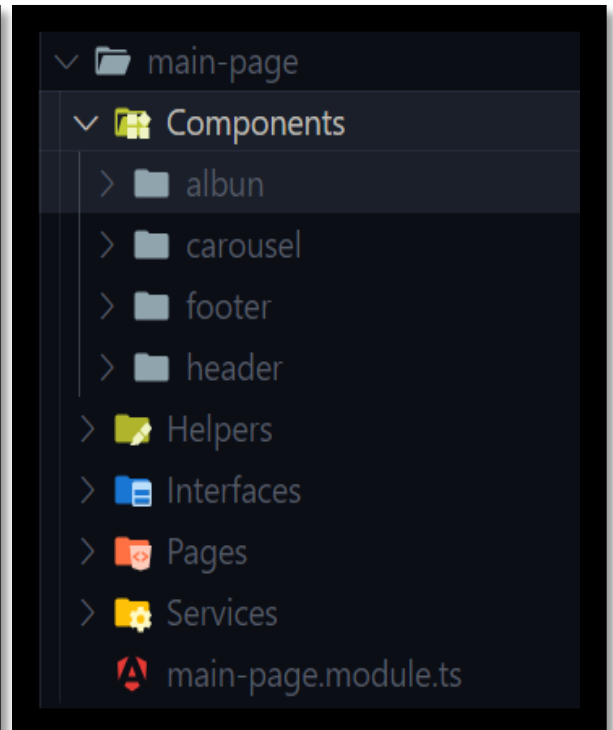 main-page
Components
albun
carousel
footer
header
Helpers
Interfaces
Pages
Services
main-page.module.ts